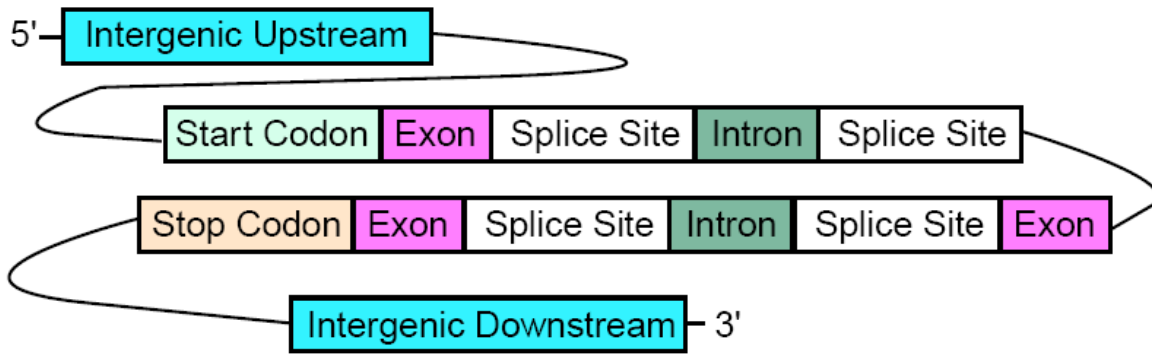 5' Intergenic Upstream
Start Codon Exon Splice Site Intron Splice Site
Stop Codon Exon Splice Site Intron Splice Site Exon
Intergenic Downstream 3'